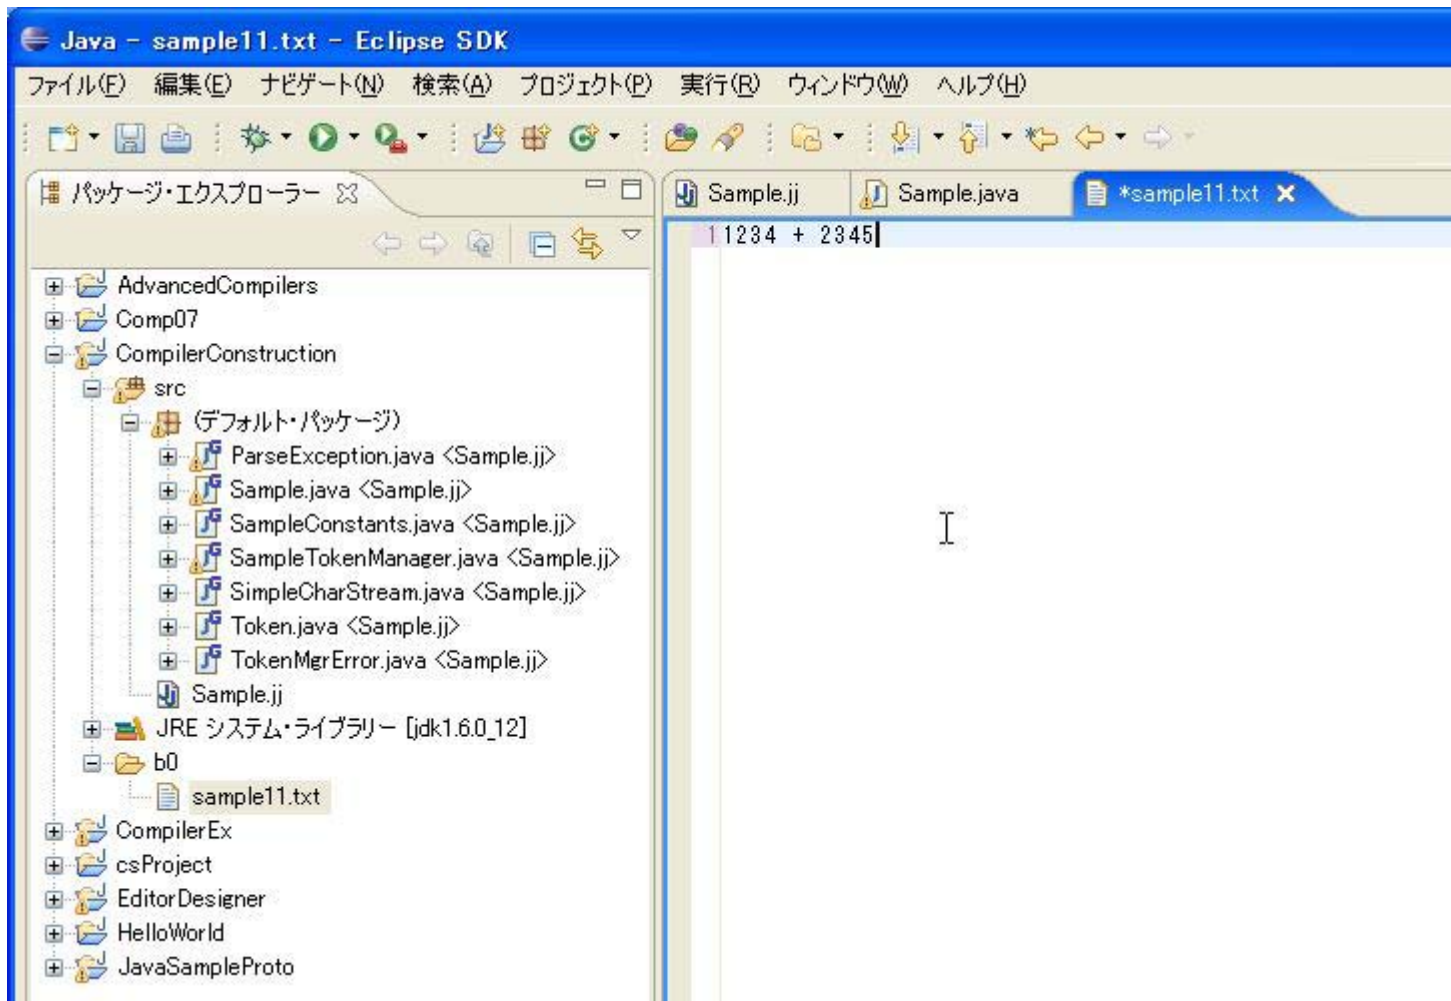 Java - sample11.txt - Eclipse SDK
ファイル(F) 編集(E) ナビゲート(N) 検索(A) プロジェクト(P) 実行(R) ウィンドウ(W) ヘルプ(H)
パッケージ・エクスプローラー
Sample.jj Sample.java *sample11.txt
1 1234 + 2345
AdvancedCompilers
Comp07
CompilerConstruction
src
(デフォルト・パッケージ)
ParseException.java <Sample.jj>
Sample.java <Sample.jj>
SampleConstants.java <Sample.jj>
SampleTokenManager.java <Sample.jj>
SimpleCharStream.java <Sample.jj>
Token.java <Sample.jj>
TokenMgrError.java <Sample.jj>
Sample.jj
JRE システム・ライブラリー [jdk1.6.0_12]
b0
sample11.txt
CompilerEx
csProject
EditorDesigner
HelloWorld
JavaSampleProto